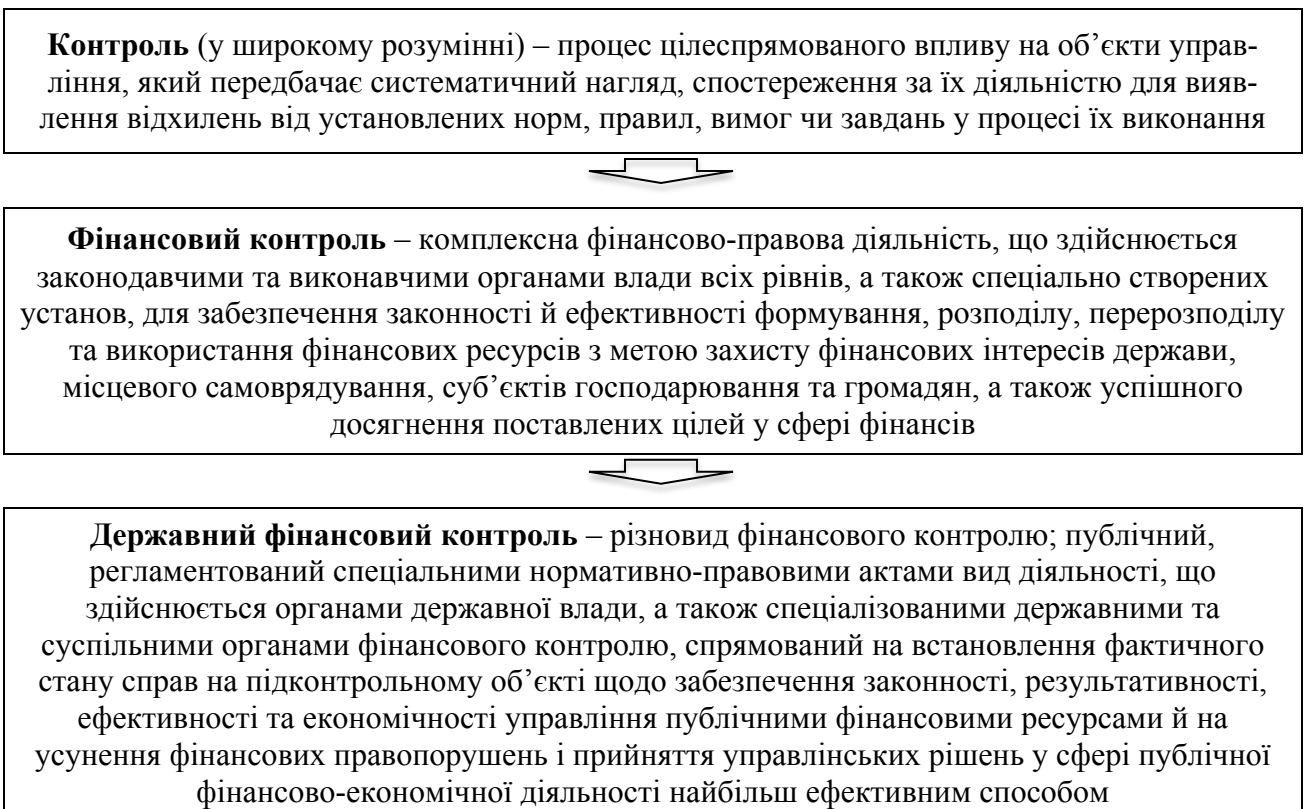 Контроль (у широкому розумінні) – процес цілеспрямованого впливу на об’єкти управ-
ління, який передбачає систематичний нагляд, спостереження за їх діяльністю для вияв-
лення відхилень від установлених норм, правил, вимог чи завдань у процесі їх виконання
Фінансовий контроль – комплексна фінансово-правова діяльність, що здійснюється
законодавчими та виконавчими органами влади всіх рівнів, а також спеціально створених
установ, для забезпечення законності й ефективності формування, розподілу, перерозподілу
та використання фінансових ресурсів з метою захисту фінансових інтересів держави,
місцевого самоврядування, суб’єктів господарювання та громадян, а також успішного
досягнення поставлених цілей у сфері фінансів
Державний фінансовий контроль – різновид фінансового контролю; публічний,
регламентований спеціальними нормативно-правовими актами вид діяльності, що
здійснюється органами державної влади, а також спеціалізованими державними та
суспільними органами фінансового контролю, спрямований на встановлення фактичного
стану справ на підконтрольному об’єкті щодо забезпечення законності, результативності,
ефективності та економічності управління публічними фінансовими ресурсами й на
усунення фінансових правопорушень і прийняття управлінських рішень у сфері публічної
фінансово-економічної діяльності найбільш ефективним способом